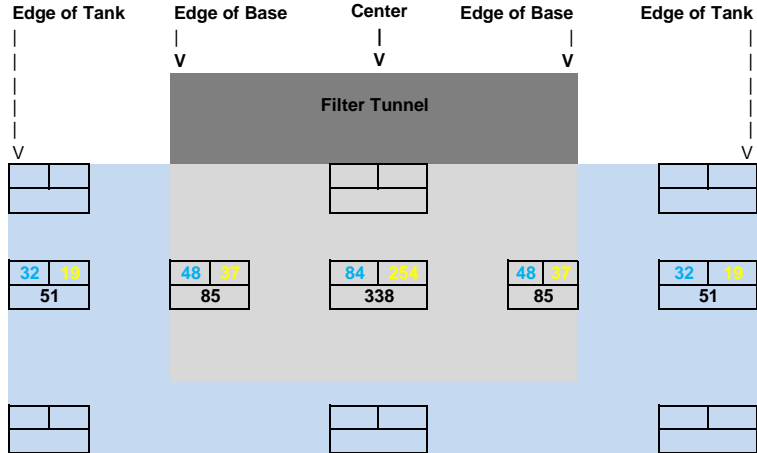 Edge of Tank Edge of Base Center Edge of Base Edge of Tank
| | | | |
| V V V |
|
|
|
V V
Filter Tunnel
32 19 48 37 84 254 48 37 32 19
51 85 338 85 51